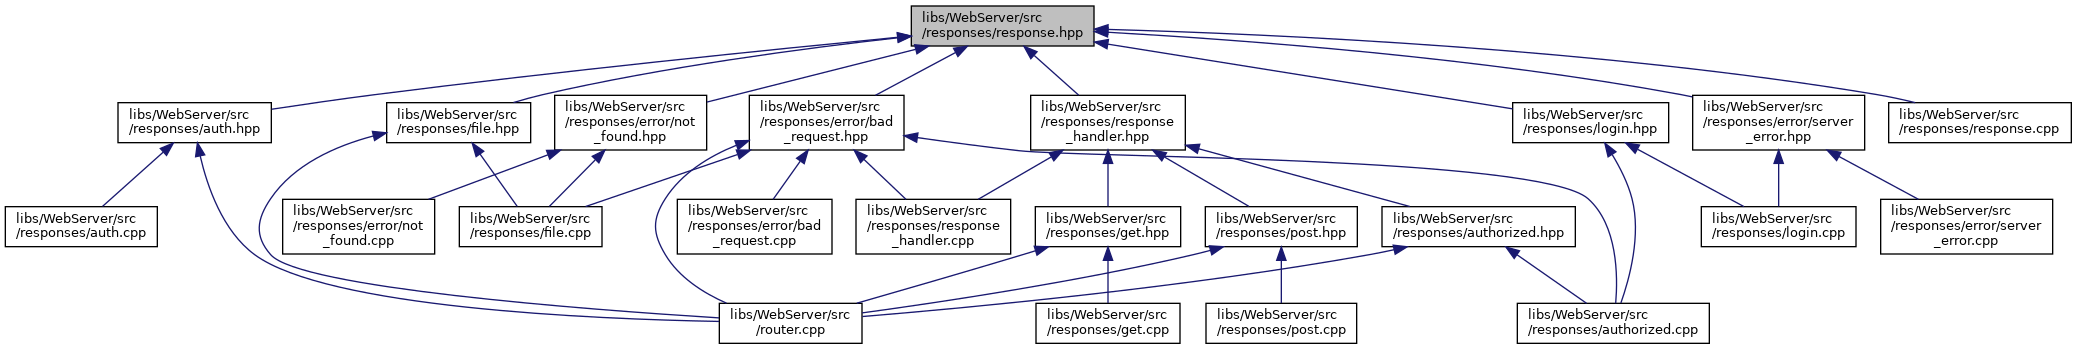 libs/WebServer/src
/responses/response.hpp
libs/WebServer/src
/responses/auth.hpp
libs/WebServer/src
/responses/file.hpp
libs/WebServer/src
/responses/error/not
_found.hpp
libs/WebServer/src
/responses/error/bad
_request.hpp
libs/WebServer/src
/responses/response
_handler.hpp
libs/WebServer/src
/responses/login.hpp
libs/WebServer/src
/responses/error/server
_error.hpp
libs/WebServer/src
/responses/response.cpp
libs/WebServer/src
/responses/auth.cpp
libs/WebServer/src
/responses/error/not
_found.cpp
libs/WebServer/src
/responses/file.cpp
libs/WebServer/src
/responses/error/bad
_request.cpp
libs/WebServer/src
/responses/response
_handler.cpp
libs/WebServer/src
/responses/get.hpp
libs/WebServer/src
/responses/post.hpp
libs/WebServer/src
/responses/authorized.hpp
libs/WebServer/src
/responses/login.cpp
libs/WebServer/src
/responses/error/server
_error.cpp
libs/WebServer/src
/router.cpp
libs/WebServer/src
/responses/get.cpp
libs/WebServer/src
/responses/post.cpp
libs/WebServer/src
/responses/authorized.cpp